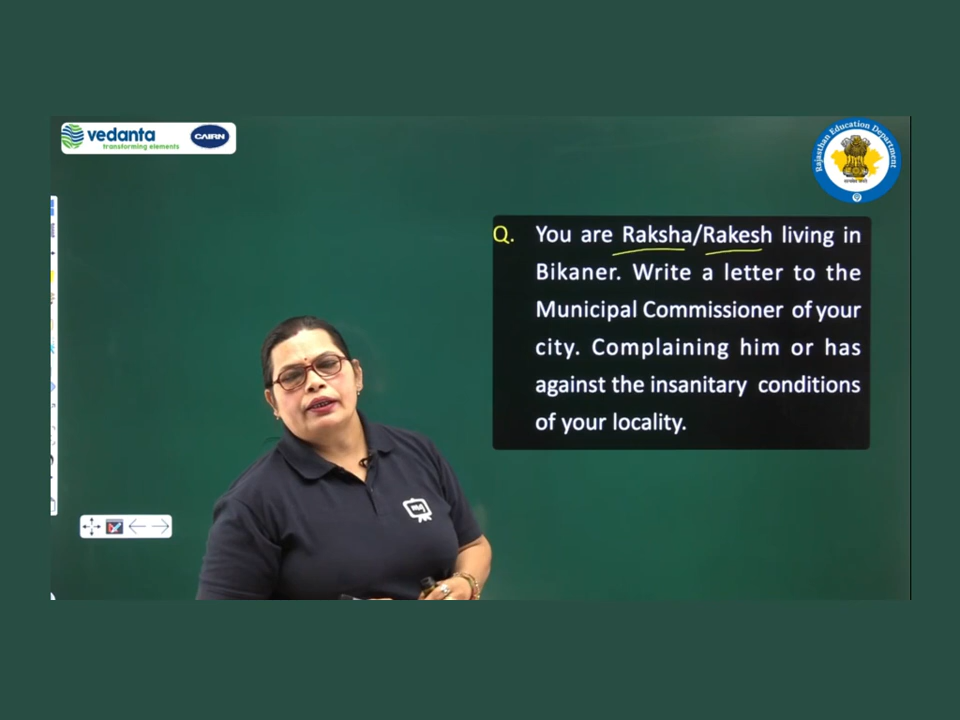 vedanta
transforming elements
CAIRN
Rajasthan Education Department
Q. You are Raksha/Rakesh living in
Bikaner. Write a letter to the
Municipal Commissioner of your
city. Complaining him or has
against the insanitary conditions
of your locality.